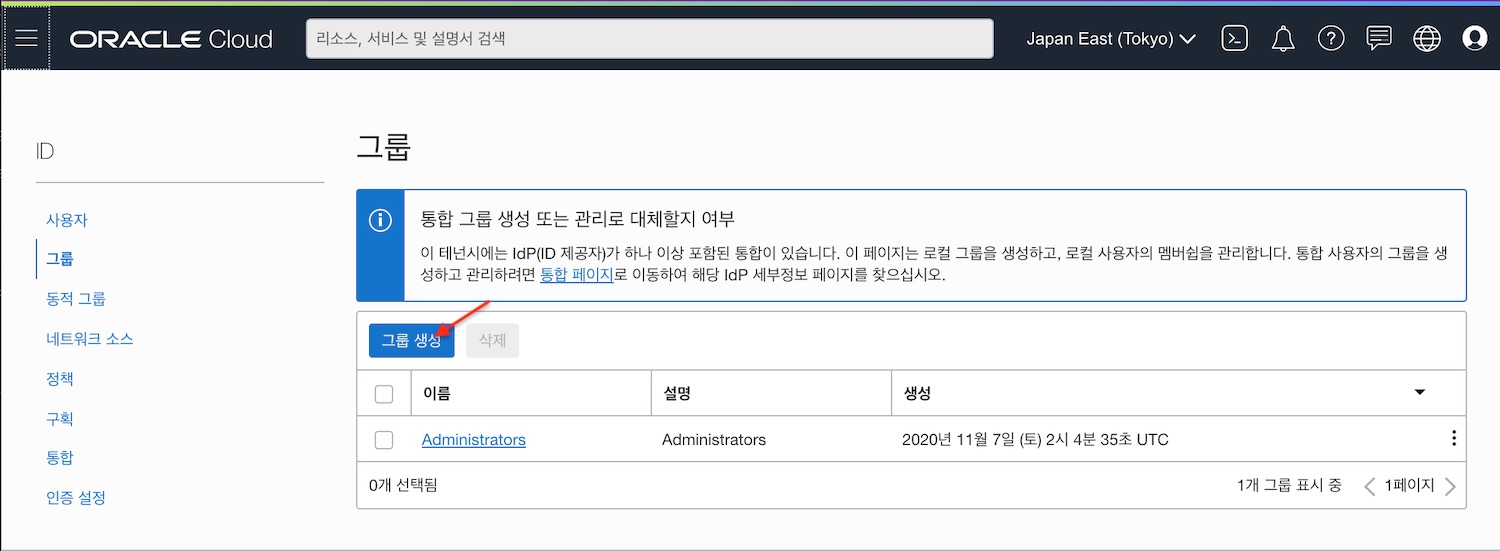 ORACLE Cloud
리소스, 서비스 및 설명서 검색
Japan East (Tokyo)
ID
사용자
그룹
동적 그룹
네트워크 소스
정책
구획
통합
인증 설정
그룹
통합 그룹 생성 또는 관리로 대체할지 여부
이 테넌시에는 IdP(ID 제공자)가 하나 이상 포함된 통합이 있습니다. 이 페이지는 로컬 그룹을 생성하고, 로컬 사용자의 멤버쉽을 관리합니다. 통합 사용자의 그룹을 생
성하고 관리하려면 통합 페이지로 이동하여 해당 IdP 세부정보 페이지를 찾으십시오.
그룹 생성 삭제
이름 설명 생성
Administrators Administrators 2020년 11월 7일 (토) 2시 4분 35초 UTC
0개 선택됨 1개 그룹 표시 중 1페이지